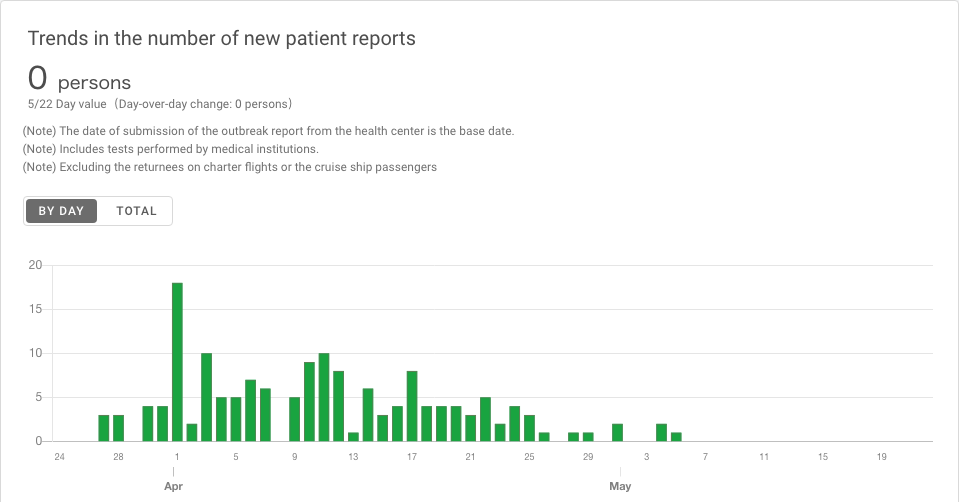 Trends in the number of new patient reports
0 persons
5/22 Day value （Day-over-day change: 0 persons）
(Note) The date of submission of the outbreak report from the health center is the base date.
(Note) Includes tests performed by medical institutions.
(Note) Excluding the returnees on charter flights or the cruise ship passengers
BY DAY TOTAL
20
15
10
5
0
24 28 1 5 9 13 17 21 25 29 3 7 11 15 19
Apr May